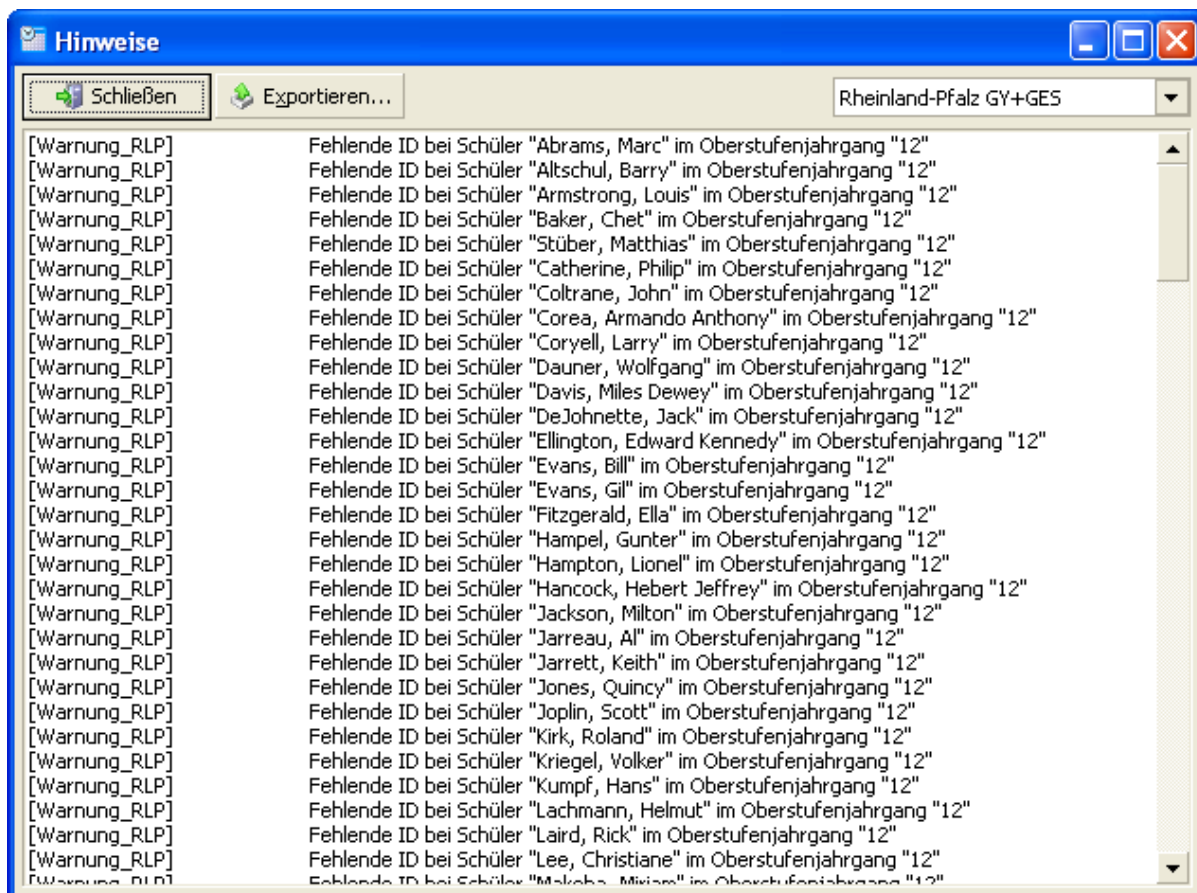 Hinweise
Schließen Exportieren... Rheinland-Pfalz GY+GES
[Warnung_RLP] Fehlende ID bei Schüler "Abrams, Marc" im Oberstufenjahrgang "12"
[Warnung_RLP] Fehlende ID bei Schüler "Altschul, Barry" im Oberstufenjahrgang "12"
[Warnung_RLP] Fehlende ID bei Schüler "Armstrong, Louis" im Oberstufenjahrgang "12"
[Warnung_RLP] Fehlende ID bei Schüler "Baker, Chet" im Oberstufenjahrgang "12"
[Warnung_RLP] Fehlende ID bei Schüler "Stüber, Matthias" im Oberstufenjahrgang "12"
[Warnung_RLP] Fehlende ID bei Schüler "Catherine, Philip" im Oberstufenjahrgang "12"
[Warnung_RLP] Fehlende ID bei Schüler "Coltrane, John" im Oberstufenjahrgang "12"
[Warnung_RLP] Fehlende ID bei Schüler "Corea, Armando Anthony" im Oberstufenjahrgang "12"
[Warnung_RLP] Fehlende ID bei Schüler "Coryell, Larry" im Oberstufenjahrgang "12"
[Warnung_RLP] Fehlende ID bei Schüler "Dauner, Wolfgang" im Oberstufenjahrgang "12"
[Warnung_RLP] Fehlende ID bei Schüler "Davis, Miles Dewey" im Oberstufenjahrgang "12"
[Warnung_RLP] Fehlende ID bei Schüler "DeJohnette, Jack" im Oberstufenjahrgang "12"
[Warnung_RLP] Fehlende ID bei Schüler "Ellington, Edward Kennedy" im Oberstufenjahrgang "12"
[Warnung_RLP] Fehlende ID bei Schüler "Evans, Bill" im Oberstufenjahrgang "12"
[Warnung_RLP] Fehlende ID bei Schüler "Evans, Gil" im Oberstufenjahrgang "12"
[Warnung_RLP] Fehlende ID bei Schüler "Fitzgerald, Ella" im Oberstufenjahrgang "12"
[Warnung_RLP] Fehlende ID bei Schüler "Hampel, Gunter" im Oberstufenjahrgang "12"
[Warnung_RLP] Fehlende ID bei Schüler "Hampton, Lionel" im Oberstufenjahrgang "12"
[Warnung_RLP] Fehlende ID bei Schüler "Hancock, Hebert Jeffrey" im Oberstufenjahrgang "12"
[Warnung_RLP] Fehlende ID bei Schüler "Jackson, Milton" im Oberstufenjahrgang "12"
[Warnung_RLP] Fehlende ID bei Schüler "Jarreau, Al" im Oberstufenjahrgang "12"
[Warnung_RLP] Fehlende ID bei Schüler "Jarrett, Keith" im Oberstufenjahrgang "12"
[Warnung_RLP] Fehlende ID bei Schüler "Jones, Quincy" im Oberstufenjahrgang "12"
[Warnung_RLP] Fehlende ID bei Schüler "Joplin, Scott" im Oberstufenjahrgang "12"
[Warnung_RLP] Fehlende ID bei Schüler "Kirk, Roland" im Oberstufenjahrgang "12"
[Warnung_RLP] Fehlende ID bei Schüler "Kriegel, Volker" im Oberstufenjahrgang "12"
[Warnung_RLP] Fehlende ID bei Schüler "Kumpf, Hans" im Oberstufenjahrgang "12"
[Warnung_RLP] Fehlende ID bei Schüler "Lachmann, Helmut" im Oberstufenjahrgang "12"
[Warnung_RLP] Fehlende ID bei Schüler "Laird, Rick" im Oberstufenjahrgang "12"
[Warnung_RLP] Fehlende ID bei Schüler "Lee, Christiane" im Oberstufenjahrgang "12"
[Warnung_RLP] Fehlende ID bei Schüler "Makeba, Miriam" im Oberstufenjahrgang "12"